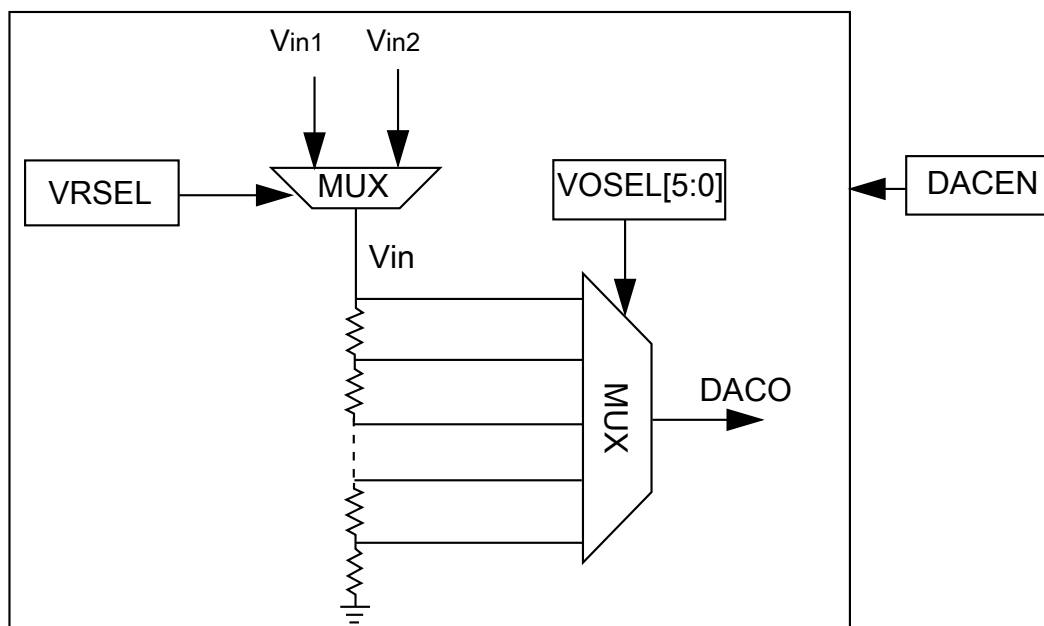 Vin1 Vin2
VRSEL
MUX
VOSEL[5:0]
DACEN
Vin
MUX
DACO